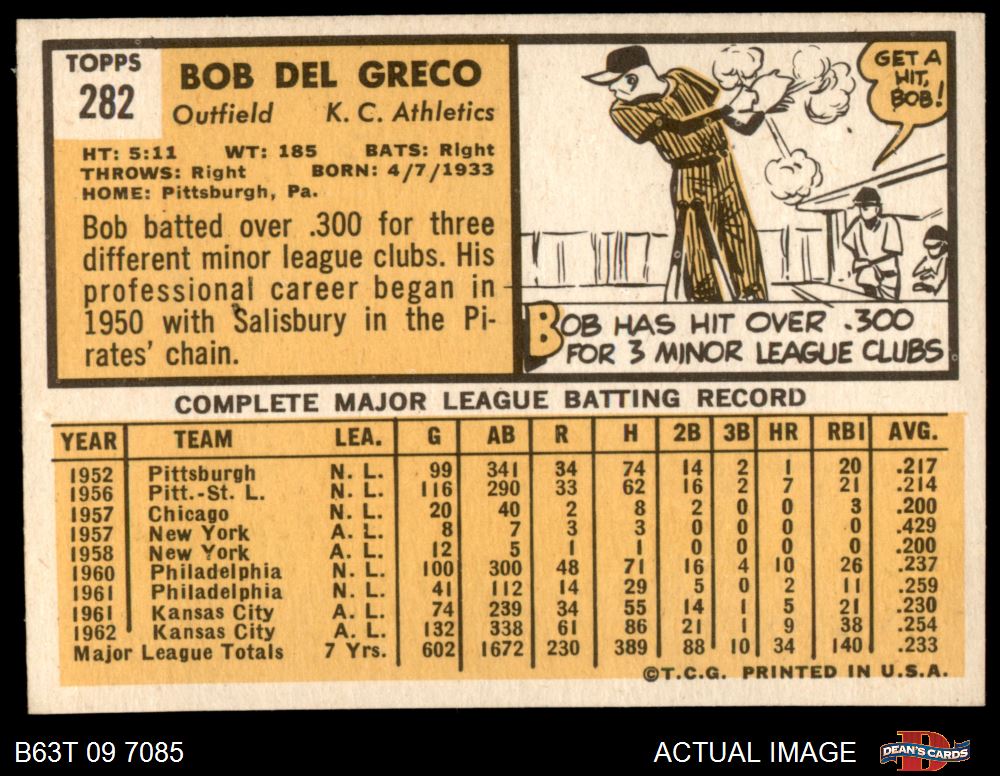 TOPPS
282
BOB DEL GRECO
Outfield K. C. Athletics
HT: 5:11 WT: 185 BATS: Right
THROWS: Right BORN: 4/7/1933
HOME: Pittsburgh, Pa.
Bob batted over .300 for three
different minor league clubs. His
professional career began in
1950 with Salisbury in the Pi-
rates' chain.
GET A
HIT,
BOB!
BOB HAS HIT OVER .300
FOR 3 MINOR LEAGUE CLUBS
COMPLETE MAJOR LEAGUE BATTING RECORD
YEAR TEAM LEA. G AB R H 2B 3B HR RBI AVG.
1952 Pittsburgh N. L. 99 341 34 74 14 2 1 20 .217
1956 Pitt.-St. L. N. L. 116 290 33 62 16 2 7 21 .214
1957 Chicago N. L. 20 40 2 8 2 0 0 3 .200
1957 New York A. L. 8 7 3 3 0 0 0 0 .429
1958 New York A. L. 12 5 1 1 0 0 0 0 .200
1960 Philadelphia N. L. 100 300 48 71 16 4 10 26 .237
1961 Philadelphia N. L. 41 112 14 29 5 0 2 11 .259
1961 Kansas City A. L. 74 239 34 55 14 1 5 21 .230
1962 Kansas City A. L. 132 338 61 86 21 1 9 38 .254
Major League Totals 7 Yrs. 602 1672 230 389 88 10 34 140 .233
©T.C.G. PRINTED IN U.S.A.
B63T 09 7085 ACTUAL IMAGE DEAN'S CARDS